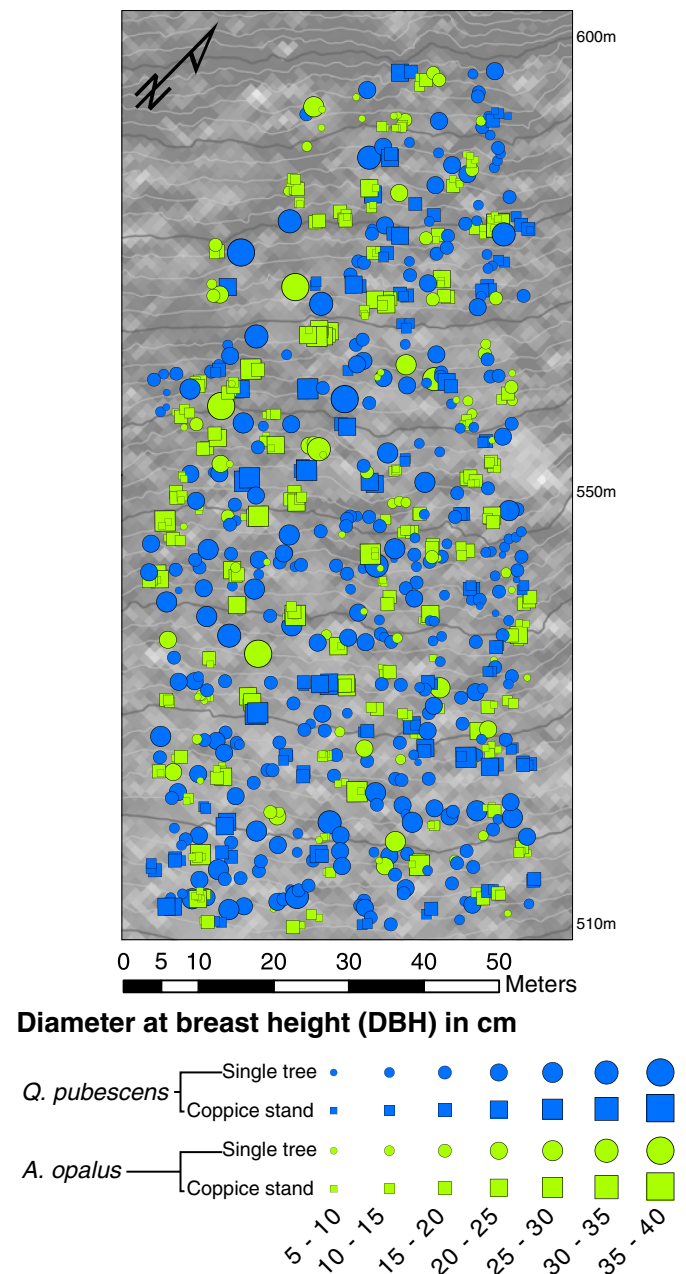 N
600m
550m
510m
0 5 10 20 30 40 50 Meters
Diameter at breast height (DBH) in cm
Q. pubescens
Single tree
Coppice stand
A. opalus
Single tree
Coppice stand
5 - 10
10 - 15
15 - 20
20 - 25
25 - 30
30 - 35
35 - 40